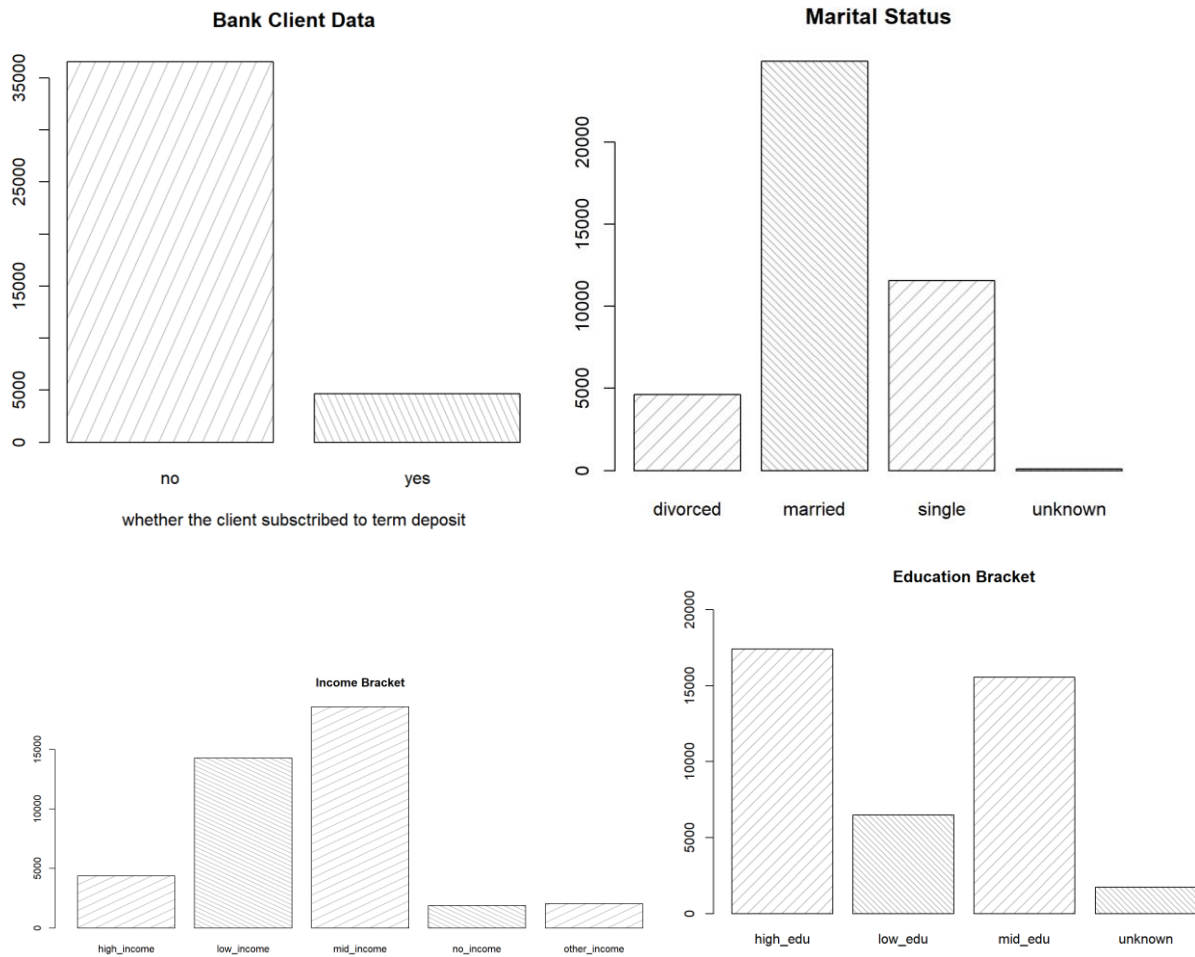 Bank Client Data
35000
25000
15000
5000
0
no yes
whether the client subsctribed to term deposit
Marital Status
20000
15000
10000
5000
0
divorced married single unknown
Income Bracket
15000
10000
5000
0
high_income low_income mid_income no_income other_income
Education Bracket
20000
15000
10000
5000
0
high_edu low_edu mid_edu unknown